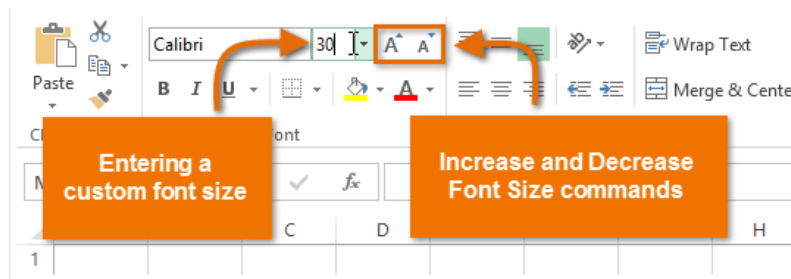 Calibri 30 A A Wrap Text
Paste B I U A Merge & Cente
Entering a
custom font size
Increase and Decrease
Font Size commands
fx
C D H
1